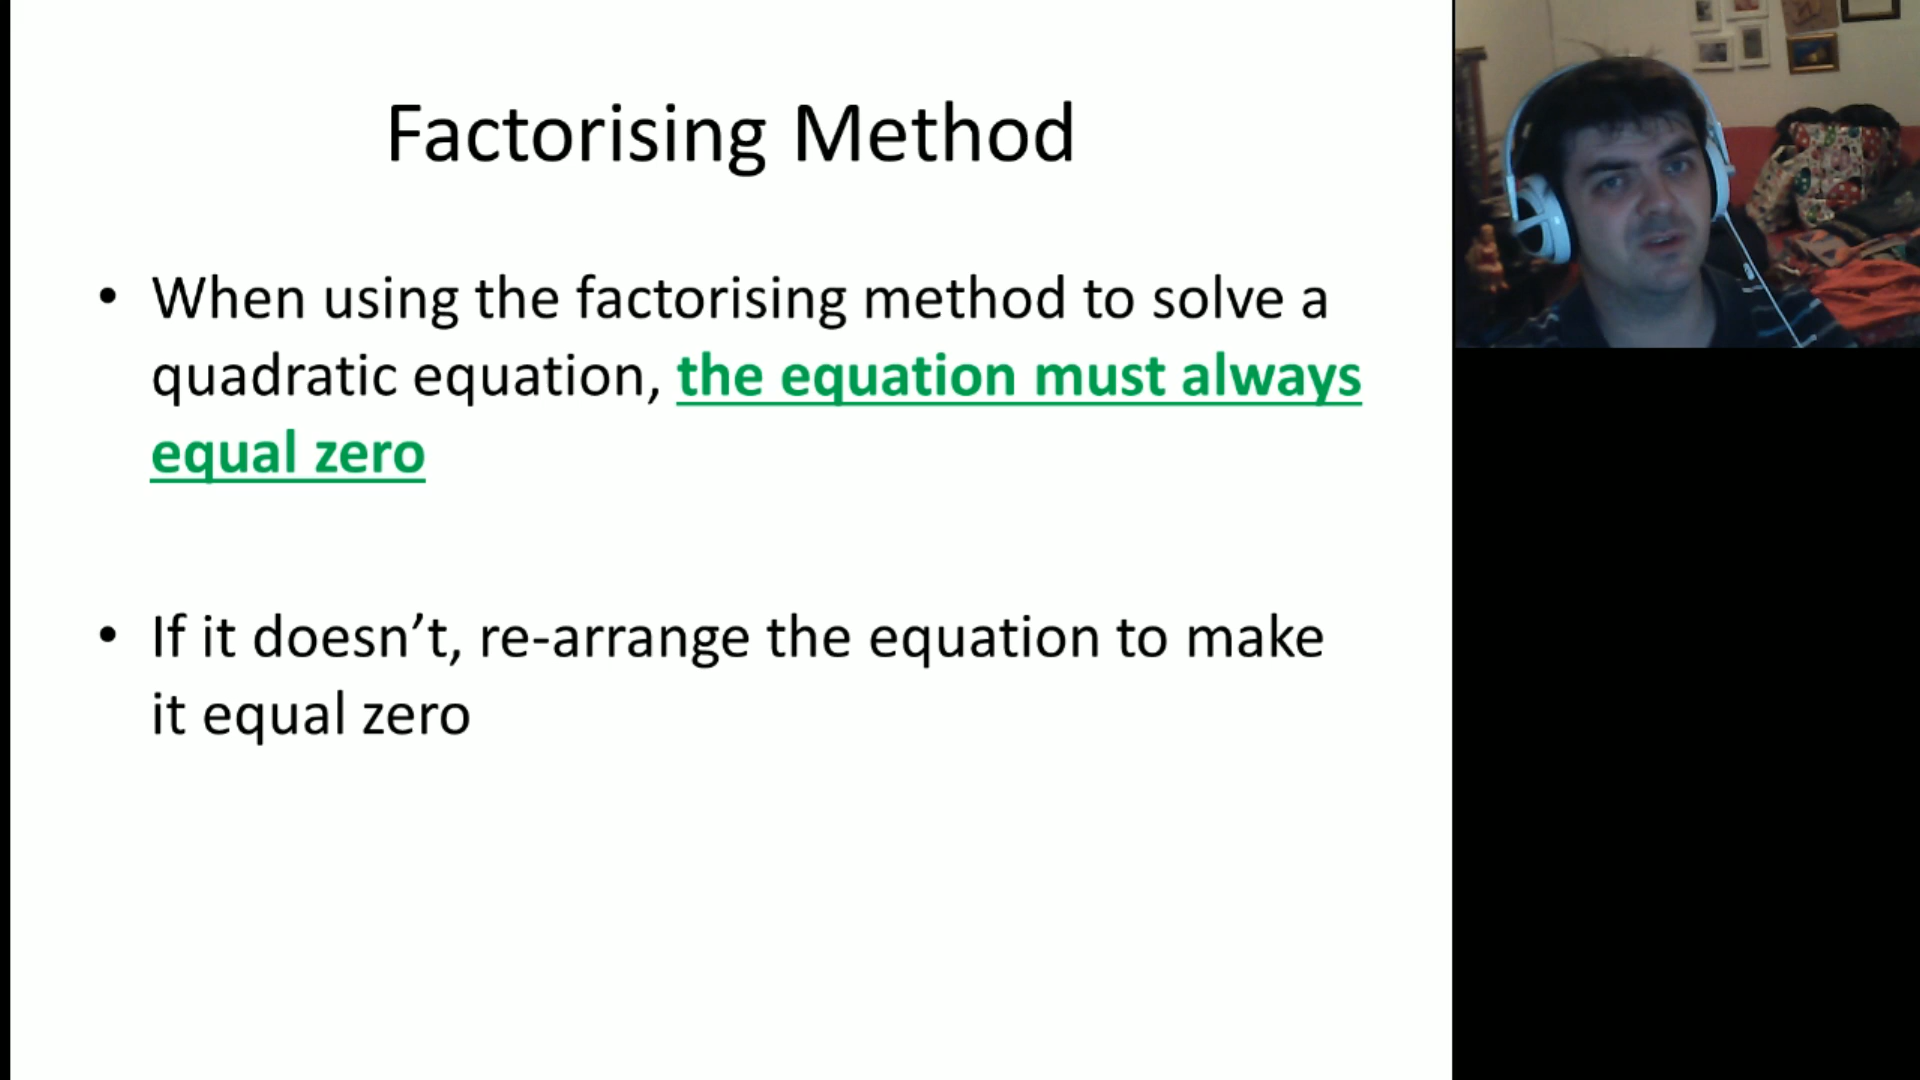 Factorising Method
• When using the factorising method to solve a
quadratic equation, the equation must always
equal zero
• If it doesn’t, re-arrange the equation to make
it equal zero